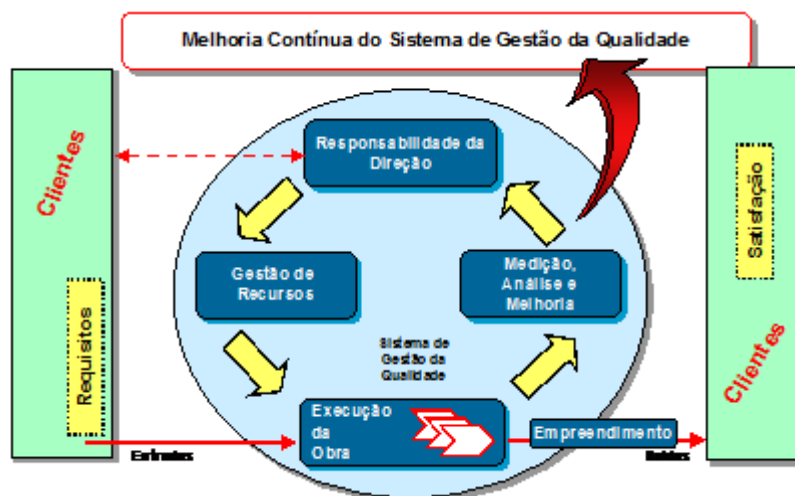 Melhoria Contínua do Sistema de Gestão da Qualidade
Clientes
Requisitos
Responsabilidade da
Direção
Gestão de
Recursos
Medição,
Análise e
Melhoria
Sistema de
Gestão da
Qualidade
Execução
da
Obra
Empreendimento
Entradas
Saídas
Satisfação
Clientes